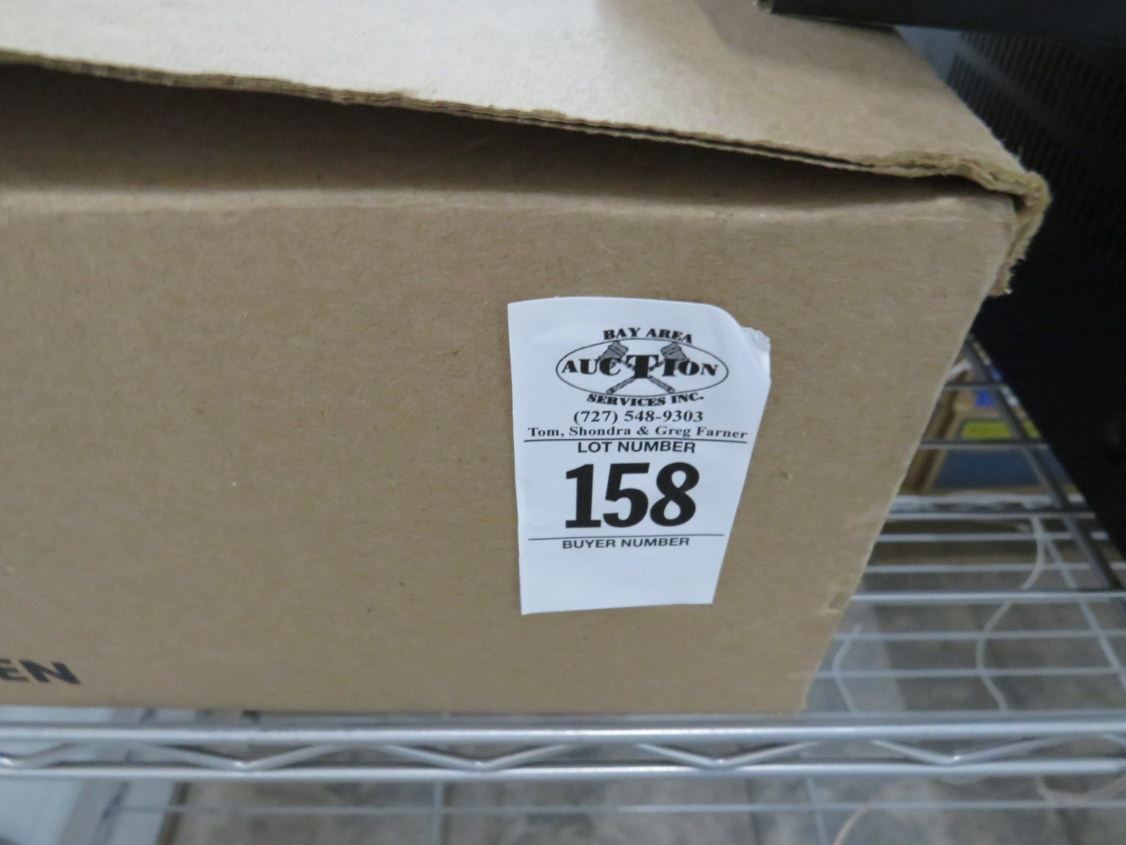 BAY AREA
AUCTION
SERVICES INC.
(727) 548-9303
Tom, Shondra & Greg Farner
LOT NUMBER
158
BUYER NUMBER
EN